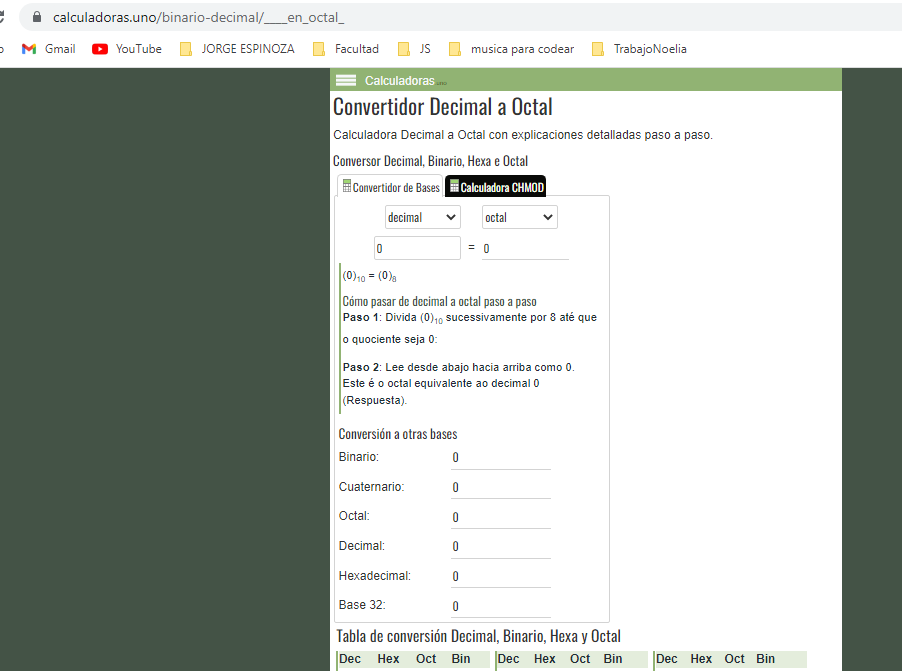 calculadoras.uno/binario-decimal/____en_octal_
Gmail YouTube JORGE ESPINOZA Facultad JS musica para codear TrabajoNoelia
Calculadoras.uno
Convertidor Decimal a Octal
Calculadora Decimal a Octal con explicaciones detalladas paso a paso.
Conversor Decimal, Binario, Hexa e Octal
Convertidor de Bases Calculadora CHMOD
decimal octal
0 = 0
(0)10 = (0)8
Cómo pasar de decimal a octal paso a paso
Paso 1: Divida (0)10 sucessivamente por 8 até que
o quociente seja 0:
Paso 2: Lee desde abajo hacia arriba como 0.
Este é o octal equivalente ao decimal 0
(Respuesta).
Conversión a otras bases
Binario: 0
Cuaternario: 0
Octal: 0
Decimal: 0
Hexadecimal: 0
Base 32: 0
Tabla de conversión Decimal, Binario, Hexa y Octal
Dec Hex Oct Bin Dec Hex Oct Bin Dec Hex Oct Bin